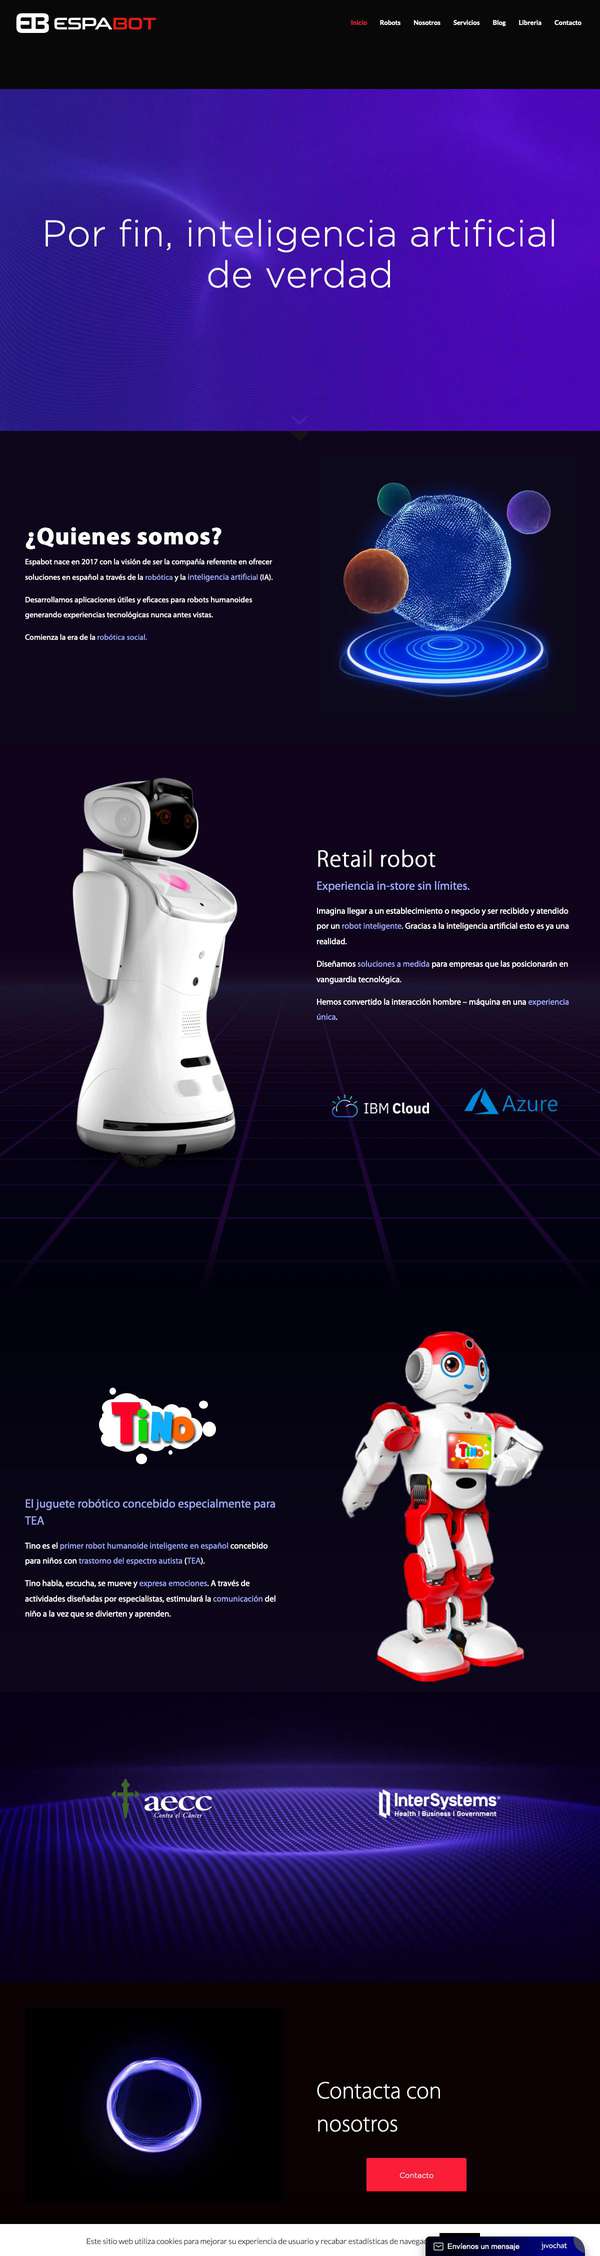 EB ESPABOT
Inicio Robots Nosotros Servicios Blog Libreria Contacto
Por fin, inteligencia artificial
de verdad
¿Quienes somos?
Espabot nace en 2017 con la visión de ser la compañía referente en ofrecer
soluciones en español a través de la robótica y la inteligencia artificial (IA).
Desarrollamos aplicaciones útiles y eficaces para robots humanoides
generando experiencias tecnológicas nunca antes vistas.
Comienza la era de la robótica social.
Retail robot
Experiencia in-store sin límites.
Imagina llegar a un establecimiento o negocio y ser recibido y atendido
por un robot inteligente. Gracias a la inteligencia artificial esto es ya una
realidad.
Diseñamos soluciones a medida para empresas que las posicionarán en
vanguardia tecnológica.
Hemos convertido la interacción hombre – máquina en una experiencia
única.
IBM Cloud
Azure
TiNO
El juguete robótico concebido especialmente para
TEA
Tino es el primer robot humanoide inteligente en español concebido
para niños con trastorno del espectro autista (TEA).
Tino habla, escucha, se mueve y expresa emociones. A través de
actividades diseñadas por especialistas, estimulará la comunicación del
niño a la vez que se divierten y aprenden.
TiNO
aecc
Contra el Cáncer
InterSystems®
Health | Business | Government
Contacta con
nosotros
Contacto
Este sitio web utiliza cookies para mejorar su experiencia de usuario y recabar estadísticas de
Envíenos un mensaje jivochat